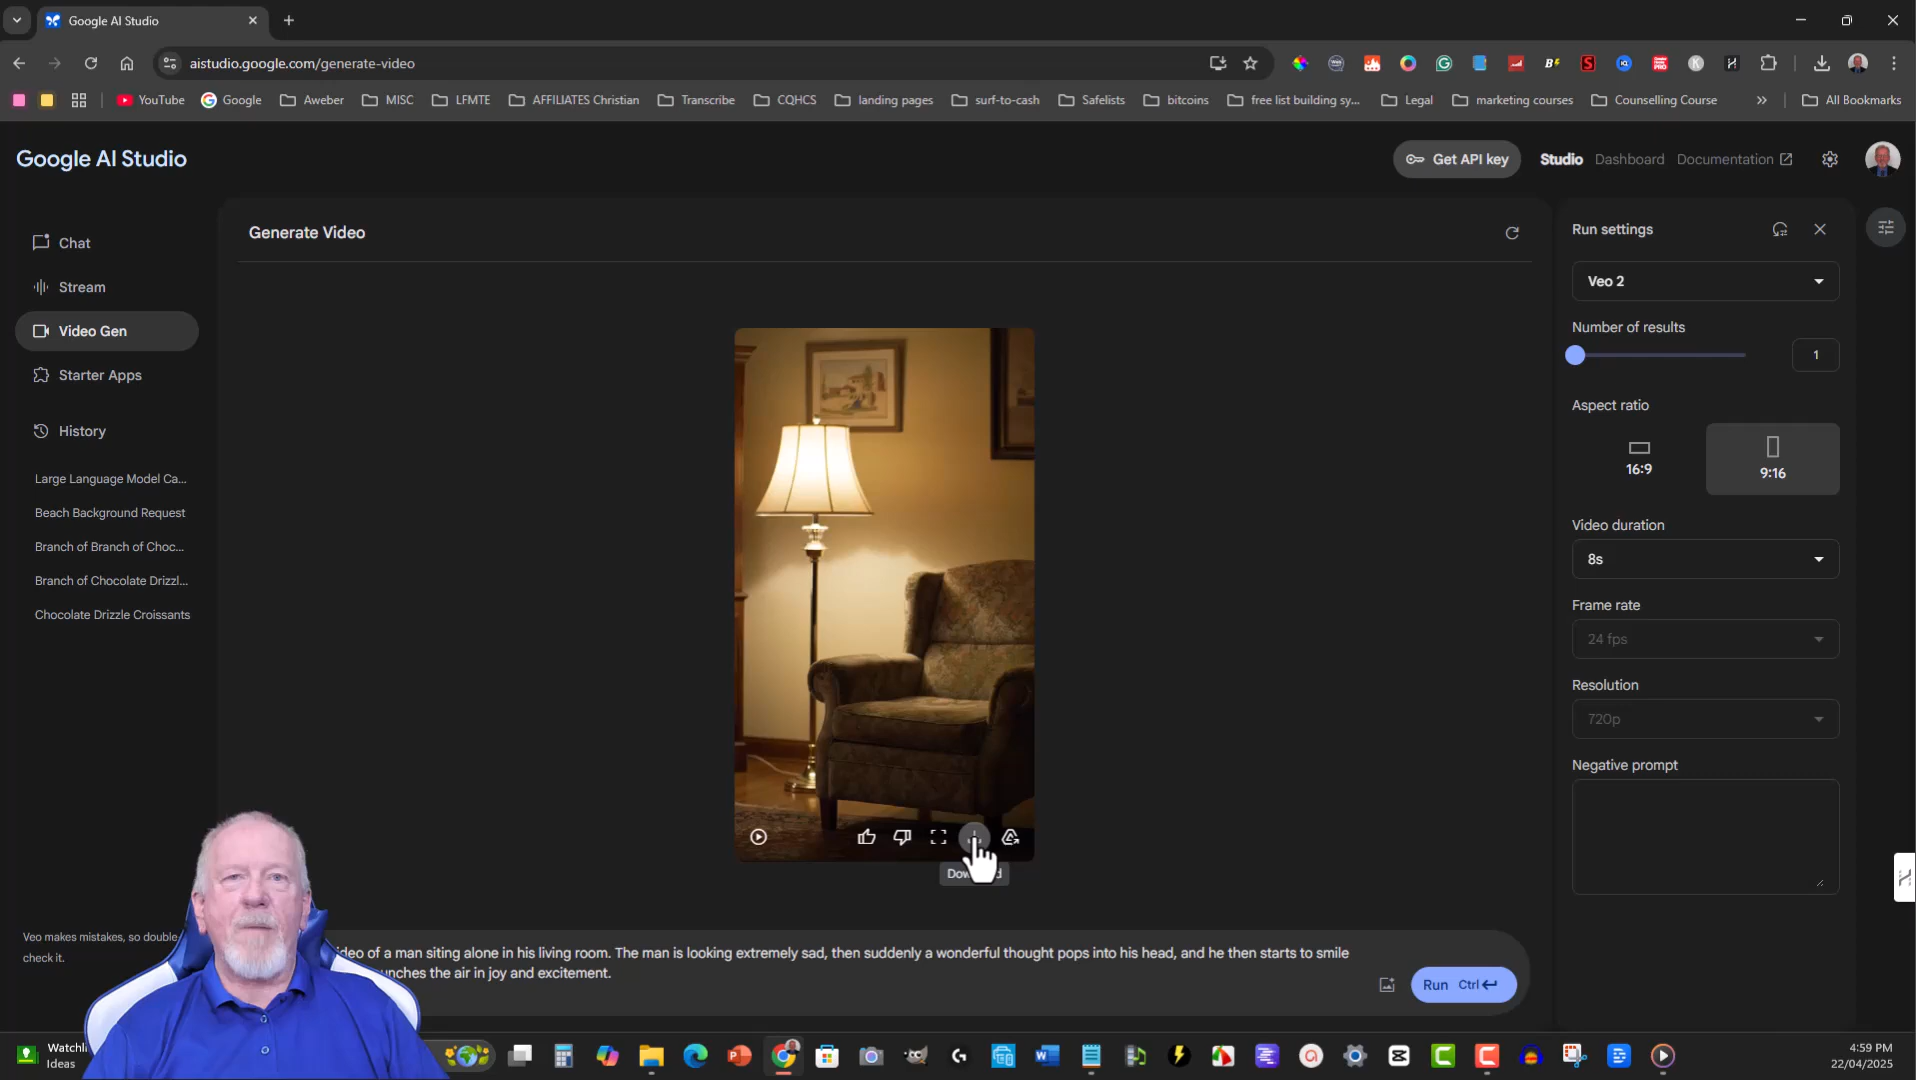 Google AI Studio
aistudio.google.com/generate-video
YouTube
Google
Aweber
MISC
LFMTE
AFFILIATES Christian
Transcribe
CQHCS
landing pages
surf-to-cash
Safelists
bitcoins
free list building sy...
Legal
marketing courses
Counselling Course
All Bookmarks
Google AI Studio
Get API key
Studio
Dashboard
Documentation
Chat
Stream
Video Gen
Starter Apps
History
Large Language Model Ca...
Beach Background Request
Branch of Branch of Choc...
Branch of Chocolate Drizzl...
Chocolate Drizzle Croissants
Veo makes mistakes, so double
check it.
Generate Video
of a man siting alone in his living room. The man is looking extremely sad, then suddenly a wonderful thought pops into his head, and he then starts to smile
the air in joy and excitement.
Run Ctrl
Run settings
Veo 2
Number of results
1
Aspect ratio
16:9
9:16
Video duration
8s
Frame rate
24 fps
Resolution
720p
Negative prompt
Ideas
4:59 PM
22/04/2025